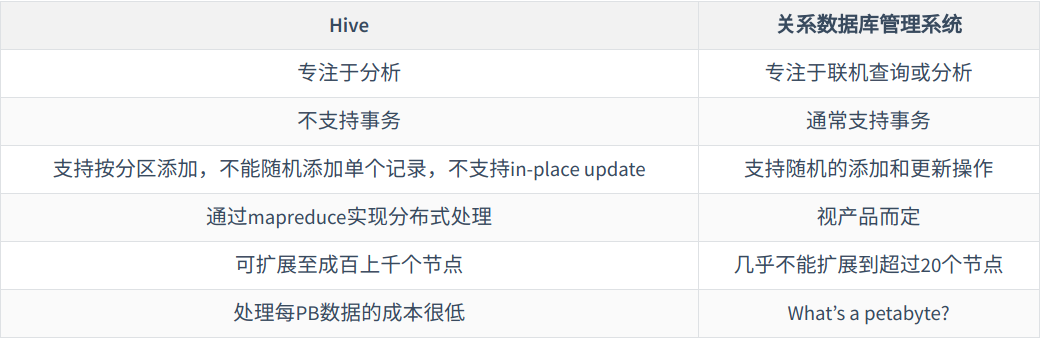 Hive
关系数据库管理系统
专注于分析
专注于联机查询或分析
不支持事务
通常支持事务
支持按分区添加，不能随机添加单个记录，不支持in-place update
支持随机的添加和更新操作
通过mapreduce实现分布式处理
视产品而定
可扩展至成百上千个节点
几乎不能扩展到超过20个节点
处理每PB数据的成本很低
What’s a petabyte?